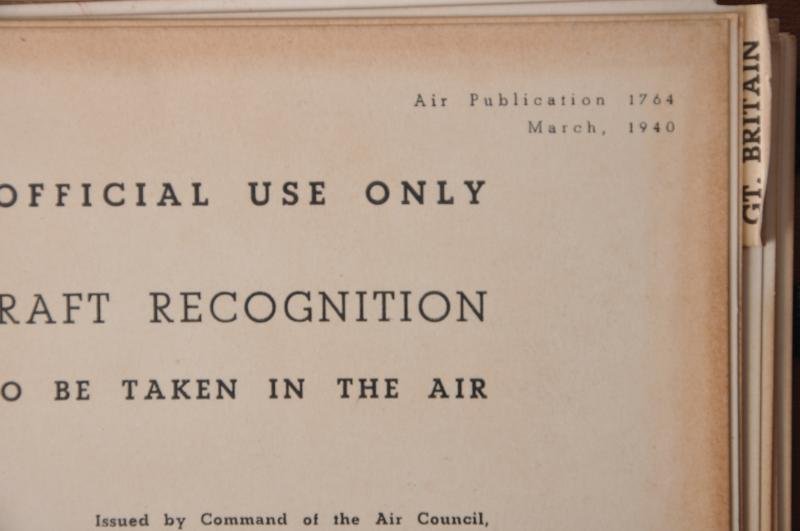 Air Publication 1764
March, 1940
OFFICIAL USE ONLY
RAFT RECOGNITION
O BE TAKEN IN THE AIR
Issued by Command of the Air Council,
GT. BRITAIN